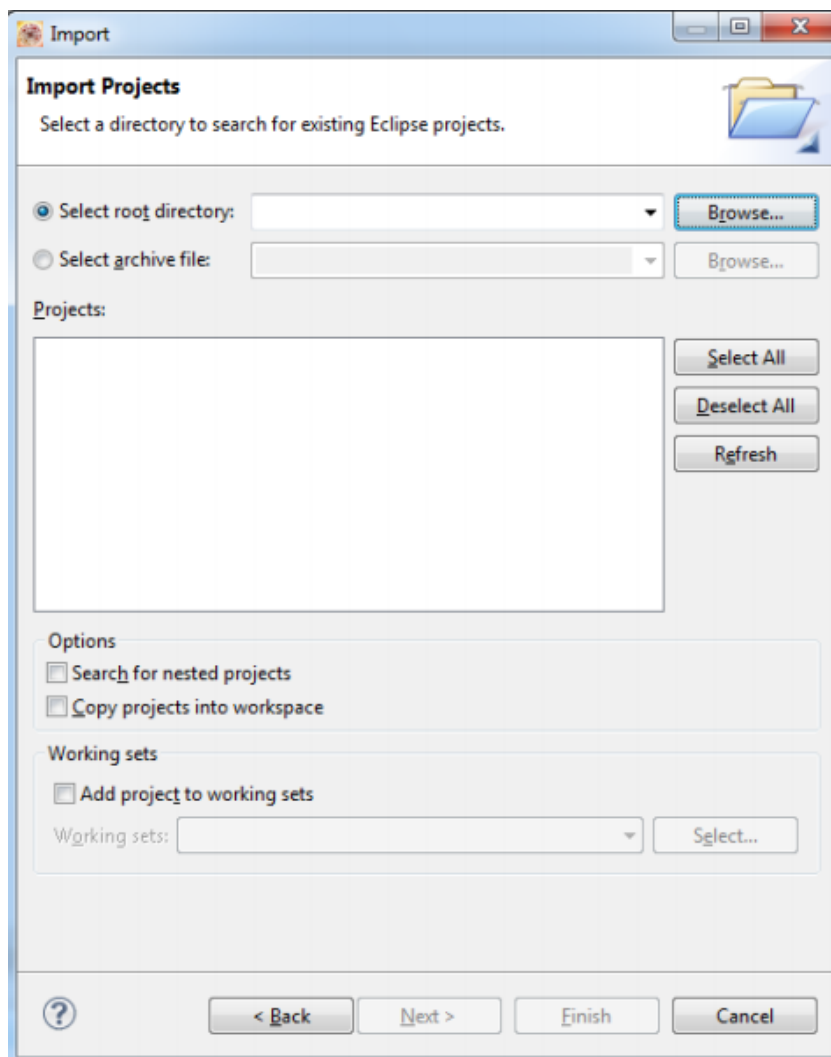 Import
Import Projects
Select a directory to search for existing Eclipse projects.
Select root directory:
Browse...
Select archive file:
Browse...
Projects:
Select All
Deselect All
Refresh
Options
Search for nested projects
Copy projects into workspace
Working sets
Add project to working sets
Working sets:
Select...
?
< Back
Next >
Finish
Cancel